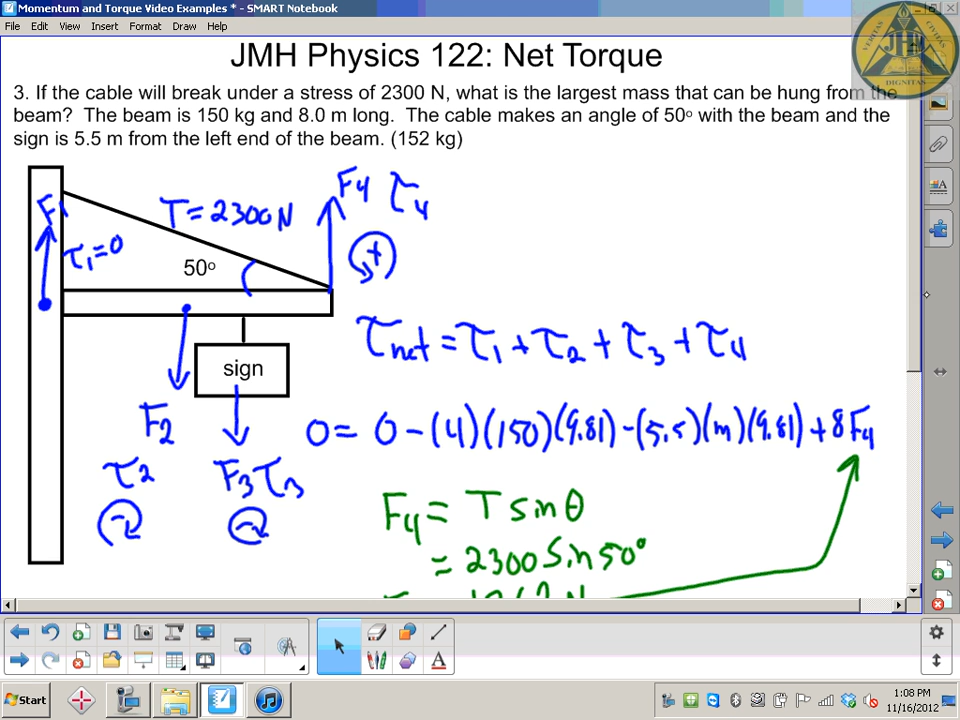 Momentum and Torque Video Examples * - SMART Notebook
File Edit View Insert Format Draw Help
JMH Physics 122: Net Torque
VERITAS CIVITAS
JMH
DIGNITAS
3. If the cable will break under a stress of 2300 N, what is the largest mass that can be hung from the
beam? The beam is 150 kg and 8.0 m long. The cable makes an angle of 50° with the beam and the
sign is 5.5 m from the left end of the beam. (152 kg)
F1
T = 2300N
F4 τ4
τ1=0
50°
+
τnet = τ1 + τ2 + τ3 + τ4
sign
F2
0 = 0 - (4)(150)(9.81) - (5.5)(m)(9.81) + 8F4
τ2
F3 τ3
F4 = T sin θ
= 2300 Sin 50°
Start
1:08 PM
11/16/2012